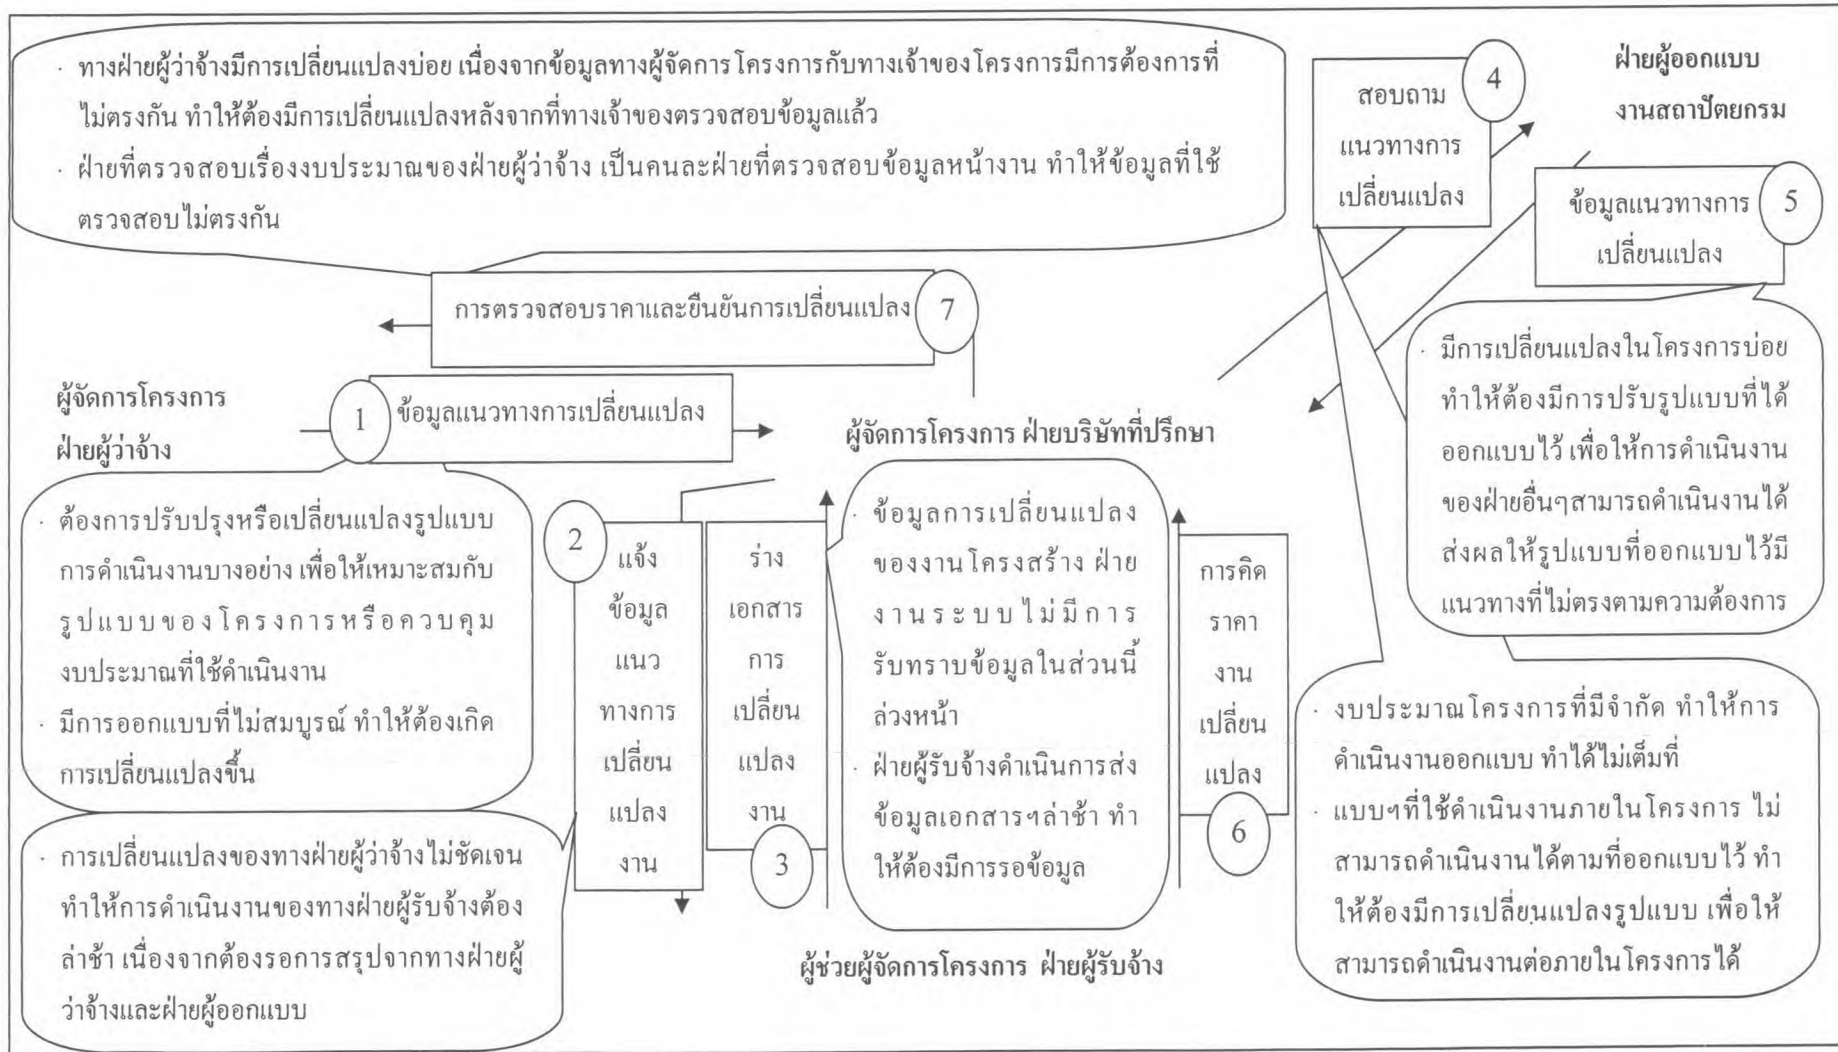 · ทางฝ่ายผู้ว่าจ้างมีการเปลี่ยนแปลงบ่อย เนื่องจากข้อมูลทางผู้จัดการโครงการกับทางเจ้าของโครงการมีการต้องการที่
ไม่ตรงกัน ทำให้ต้องมีการเปลี่ยนแปลงหลังจากที่ทางเจ้าของตรวจสอบข้อมูลแล้ว
· ฝ่ายที่ตรวจสอบเรื่องงบประมาณของฝ่ายผู้ว่าจ้าง เป็นคนละฝ่ายที่ตรวจสอบข้อมูลหน้างาน ทำให้ข้อมูลที่ใช้
ตรวจสอบไม่ตรงกัน
4
สอบถาม
แนวทางการ
เปลี่ยนแปลง
ฝ่ายผู้ออกแบบ
งานสถาปัตยกรม
ข้อมูลแนวทางการ
เปลี่ยนแปลง
5
การตรวจสอบราคาและยืนยันการเปลี่ยนแปลง
7
ผู้จัดการโครงการ
ฝ่ายผู้ว่าจ้าง
1
ข้อมูลแนวทางการเปลี่ยนแปลง
ผู้จัดการโครงการ ฝ่ายบริษัทที่ปรึกษา
· มีการเปลี่ยนแปลงในโครงการบ่อย
ทำให้ต้องมีการปรับรูปแบบที่ได้
ออกแบบไว้ เพื่อให้การดำเนินงาน
ของฝ่ายอื่นๆสามารถดำเนินงานได้
ส่งผลให้รูปแบบที่ออกแบบไว้มี
แนวทางที่ไม่ตรงตามความต้องการ
· ต้องการปรับปรุงหรือเปลี่ยนแปลงรูปแบบ
การดำเนินงานบางอย่าง เพื่อให้เหมาะสมกับ
รูปแบบของโครงการหรือควบคุม
งบประมาณที่ใช้ดำเนินงาน
· มีการออกแบบที่ไม่สมบูรณ์ ทำให้ต้องเกิด
การเปลี่ยนแปลงขึ้น
2
แจ้ง
ข้อมูล
แนว
ทางการ
เปลี่ยน
แปลง
งาน
ร่าง
เอกสาร
การ
เปลี่ยน
แปลง
งาน
3
· ข้อมูลการเปลี่ยนแปลง
ของงานโครงสร้าง ฝ่าย
งานระบบไม่มีการ
รับทราบข้อมูลในส่วนนี้
ล่วงหน้า
· ฝ่ายผู้รับจ้างดำเนินการส่ง
ข้อมูลเอกสารฯล่าช้า ทำ
ให้ต้องมีการรอข้อมูล
การคิด
ราคา
งาน
เปลี่ยน
แปลง
6
· งบประมาณโครงการที่มีจำกัด ทำให้การ
ดำเนินงานออกแบบ ทำได้ไม่เต็มที่
· แบบฯที่ใช้ดำเนินงานภายในโครงการ ไม่
สามารถดำเนินงานได้ตามที่ออกแบบไว้ ทำ
ให้ต้องมีการเปลี่ยนแปลงรูปแบบ เพื่อให้
สามารถดำเนินงานต่อภายในโครงการได้
· การเปลี่ยนแปลงของทางฝ่ายผู้ว่าจ้างไม่ชัดเจน
ทำให้การดำเนินงานของทางฝ่ายผู้รับจ้างต้อง
ล่าช้า เนื่องจากต้องรอการสรุปจากทางฝ่ายผู้
ว่าจ้างและฝ่ายผู้ออกแบบ
ผู้ช่วยผู้จัดการโครงการ ฝ่ายผู้รับจ้าง